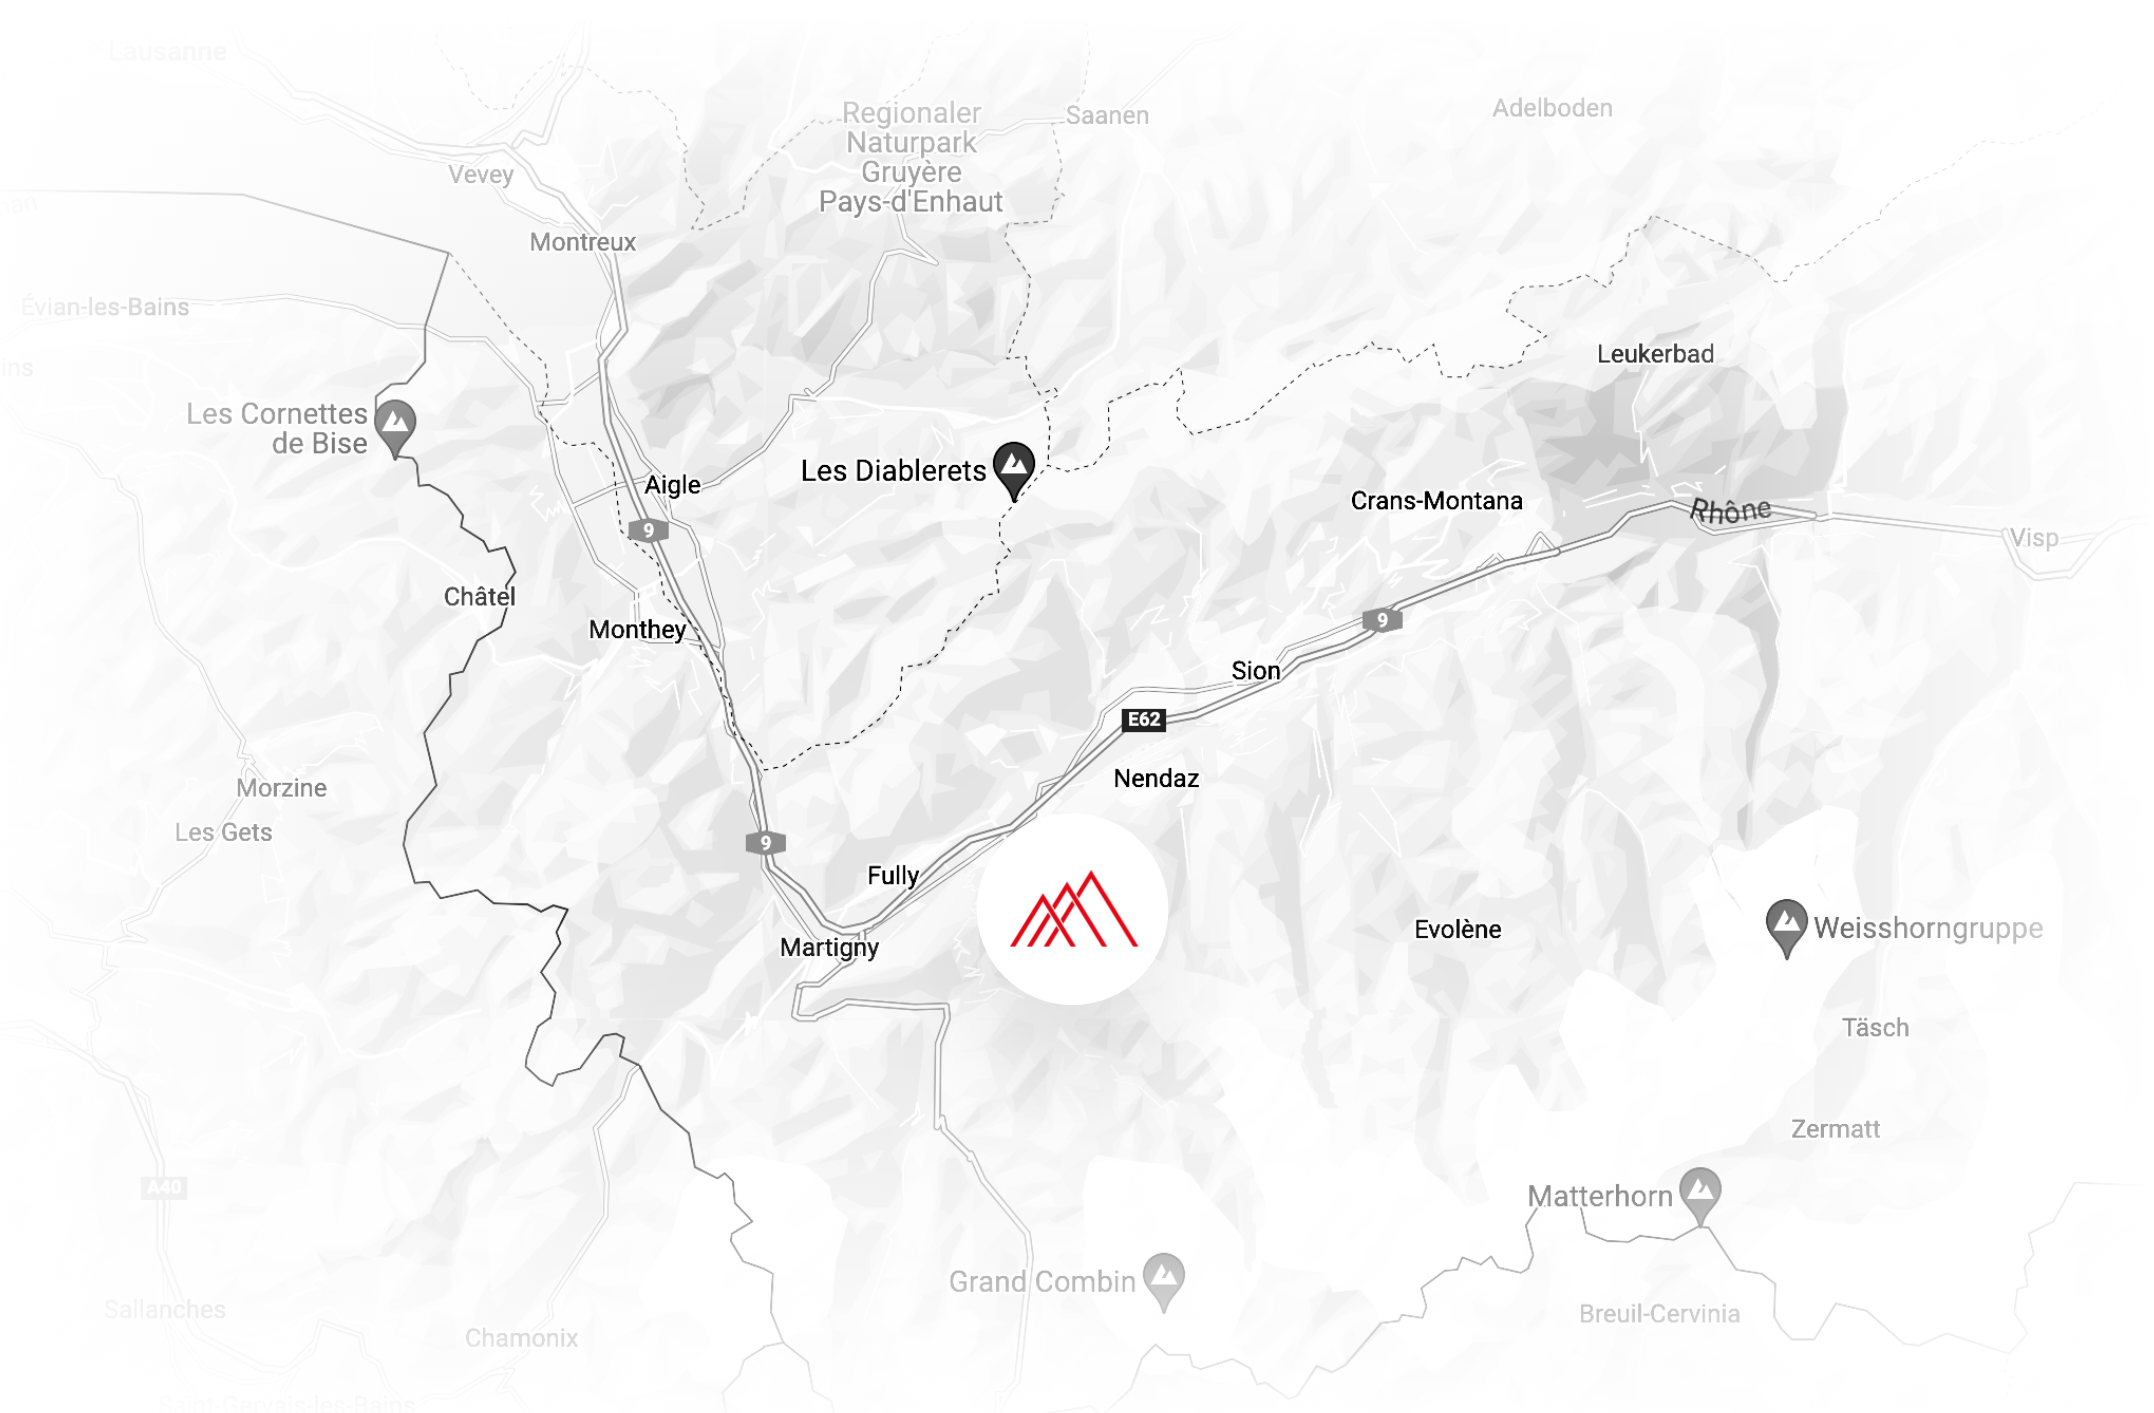 Lausanne
Regionaler
Naturpark
Gruyère
Pays-d'Enhaut
Saanen
Adelboden
Vevey
Montreux
Évian-les-Bains
Leukerbad
Les Cornettes
de Bise
Les Diablerets
Aigle
Crans-Montana
Rhône
9
Visp
Châtel
Monthey
9
Sion
E62
Nendaz
Morzine
Les Gets
9
Fully
Martigny
Evolène
Weisshorngruppe
Täsch
Zermatt
A40
Matterhorn
Grand Combin
Sallanches
Breuil-Cervinia
Chamonix
Saint-Gervais-les-Bains